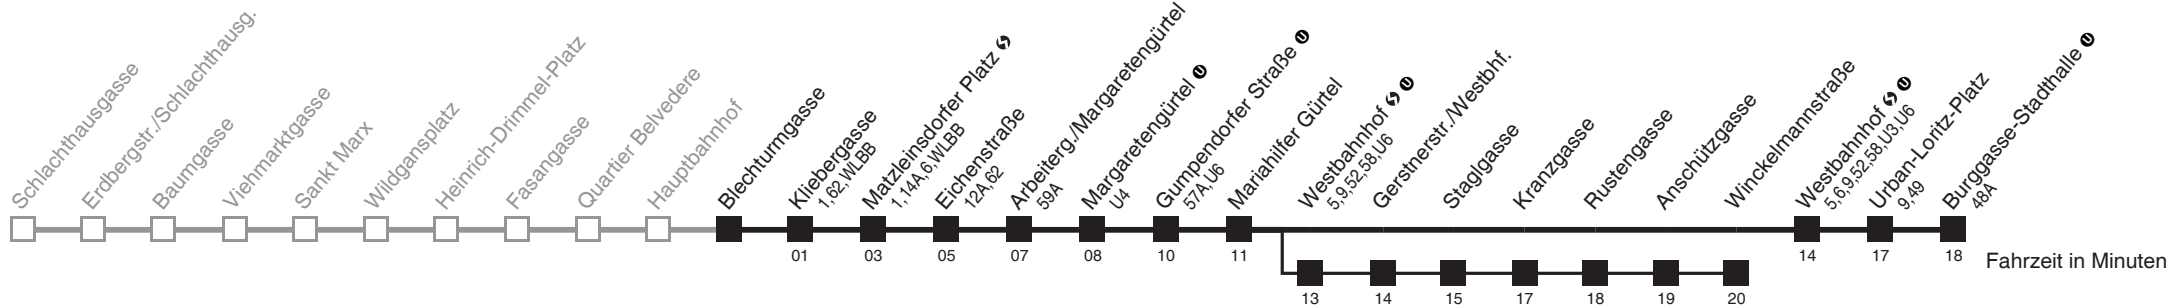 Schlachthausgasse
Erdbergstr./Schlachthausg.
Baumgasse
Viehmarktgasse
Sankt Marx
Wildgansplatz
Heinrich-Drimmel-Platz
Fasangasse
Quartier Belvedere
Hauptbahnhof
Blechturmgasse
Kliebergasse
1,62,WLBB
Matzleinsdorfer Platz S
1,14A,6,WLBB
Eichenstraße
12A,62
Arbeiterg./Margaretengürtel
59A
Margaretengürtel U
U4
Gumpendorfer Straße U
57A,U6
Mariahilfer Gürtel
Westbahnhof S U
5,9,52,58,U6
Gerstnerstr./Westbhf.
Staglgasse
Kranzgasse
Rustengasse
Anschützgasse
Winckelmannstraße
Westbahnhof S U
5,6,9,52,58,U3,U6
Urban-Loritz-Platz
9,49
Burggasse-Stadthalle U
48A
01 03 05 07 08 10 11 14 17 18
Fahrzeit in Minuten
13 14 15 17 18 19 20